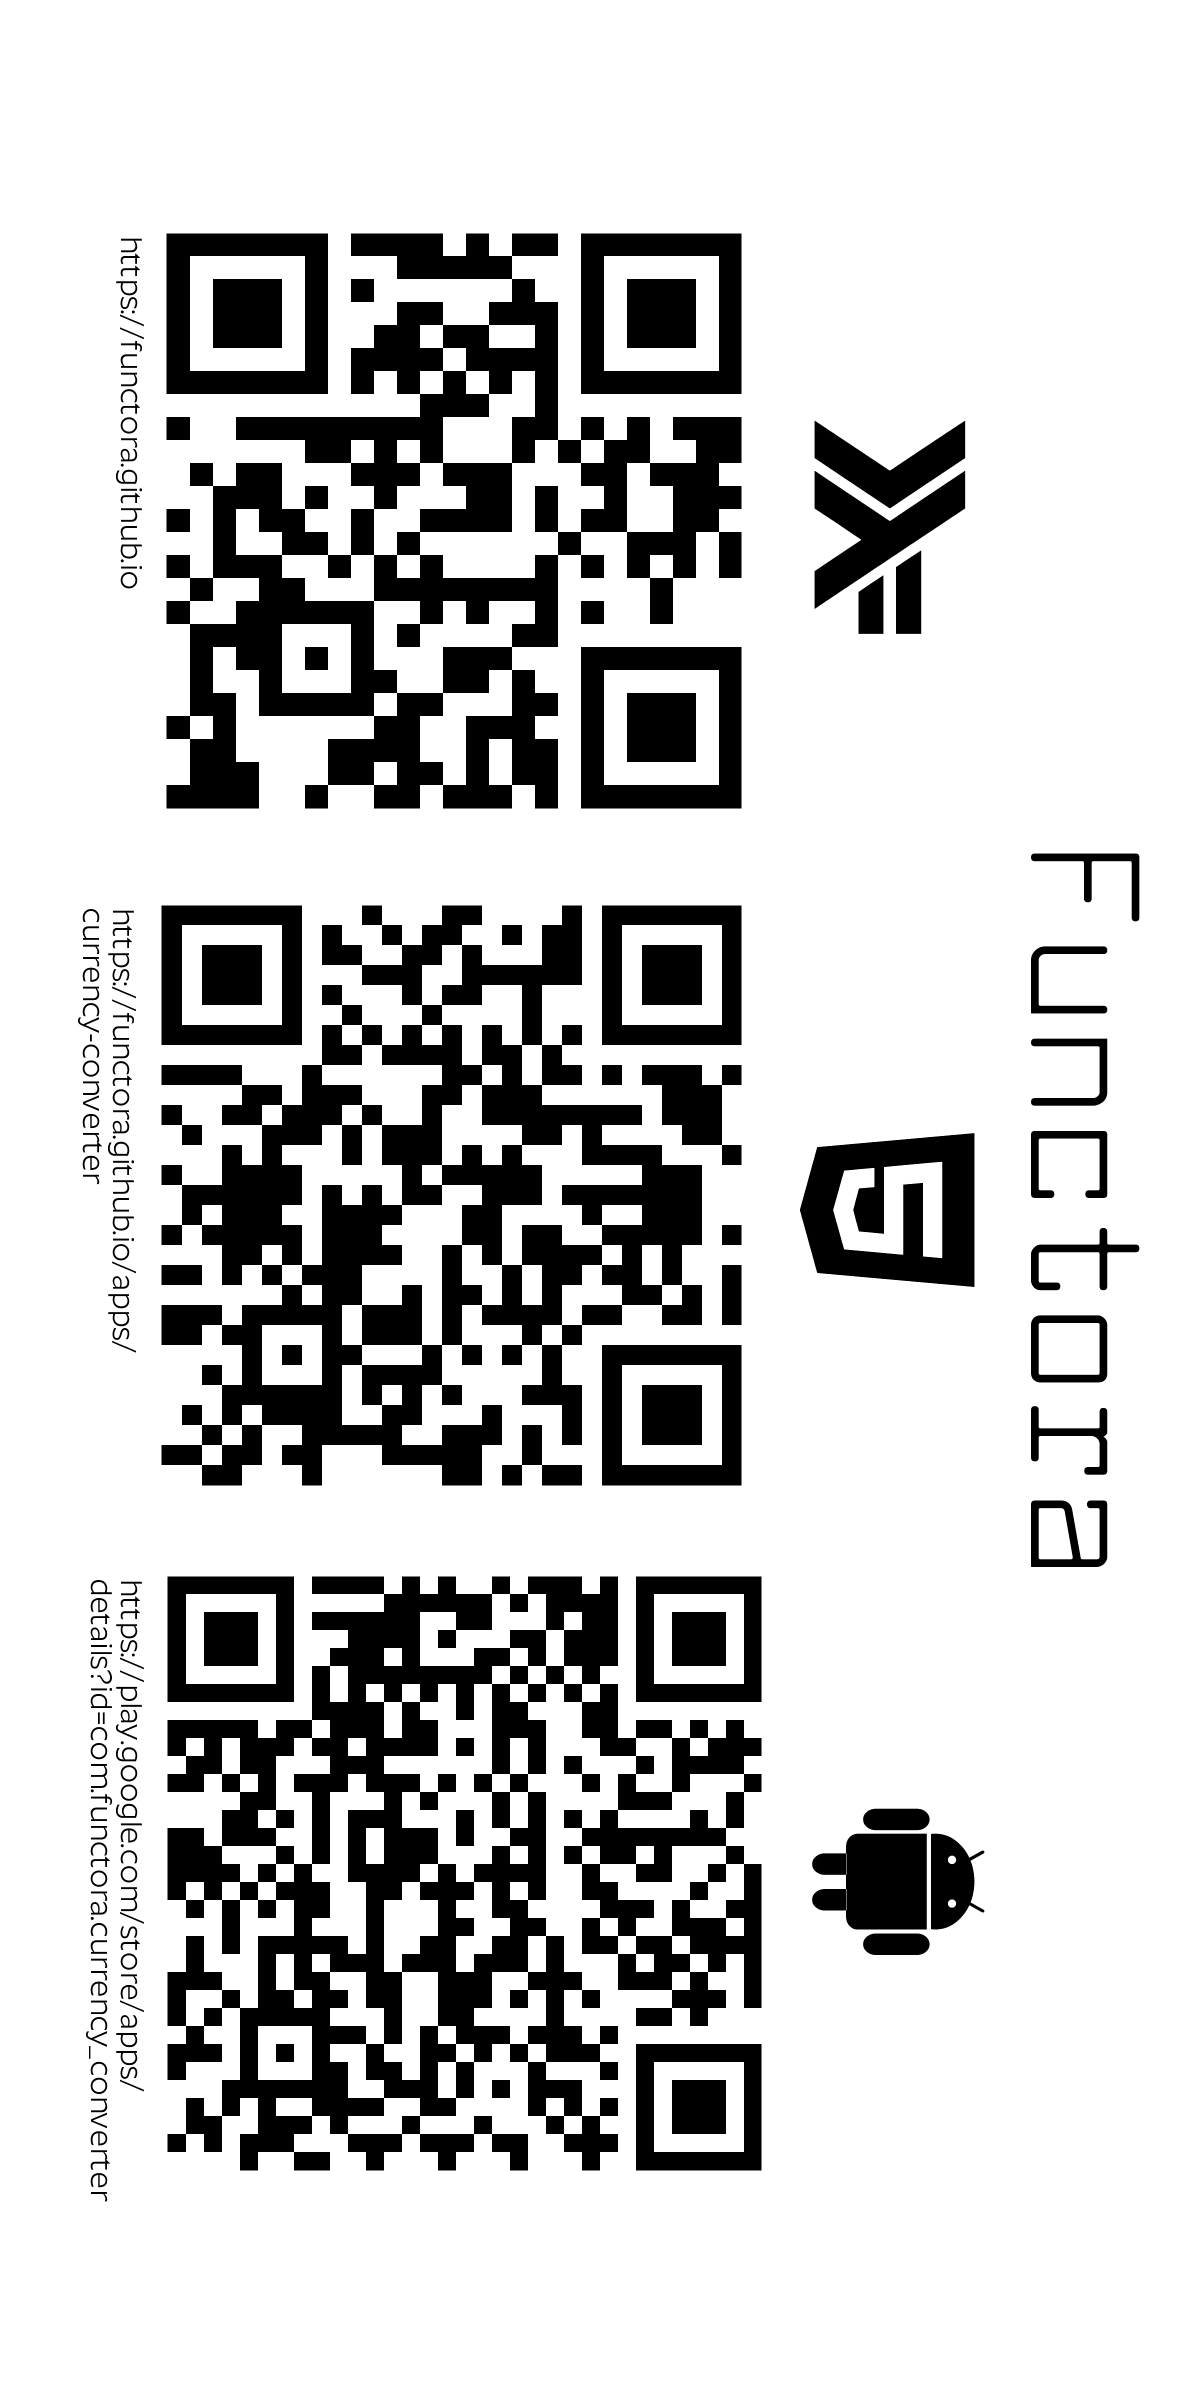 Functora
https://functora.github.io
https://functora.github.io/apps/
currency-converter
https://play.google.com/store/apps/
details?id=com.functora.currency_converter